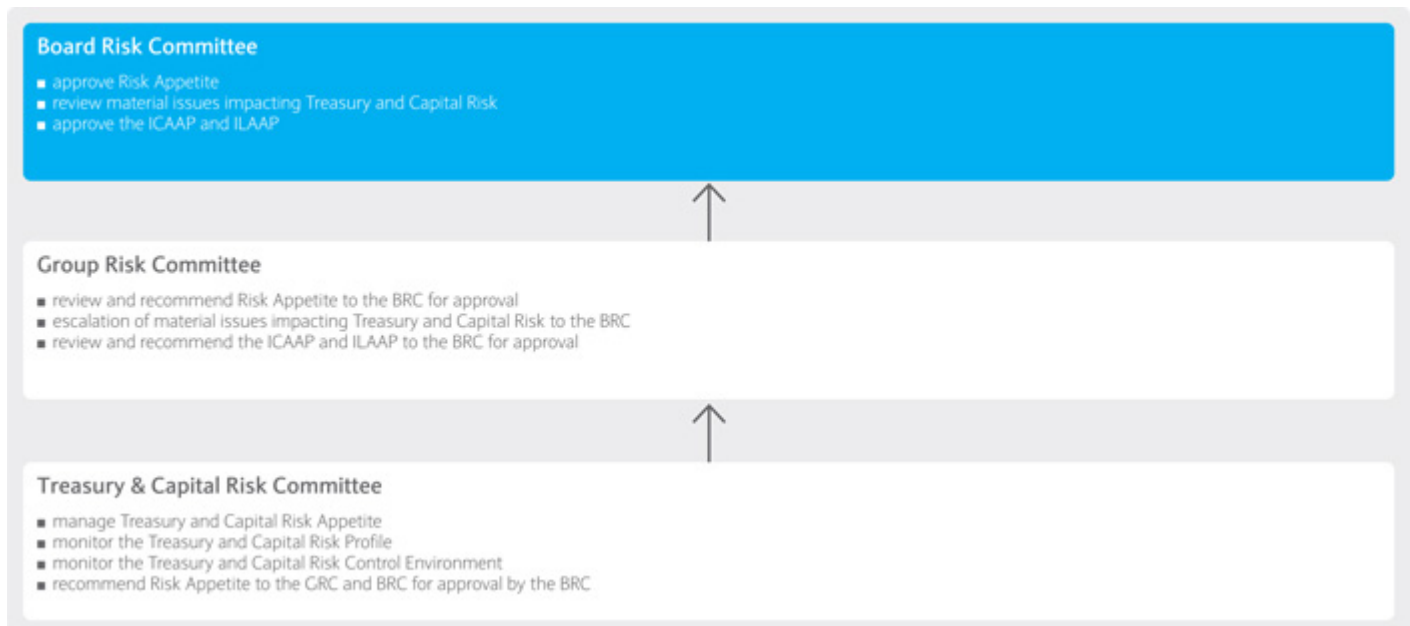 Board Risk Committee
▪ approve Risk Appetite
▪ review material issues impacting Treasury and Capital Risk
▪ approve the ICAAP and ILAAP
Group Risk Committee
▪ review and recommend Risk Appetite to the BRC for approval
▪ escalation of material issues impacting Treasury and Capital Risk to the BRC
▪ review and recommend the ICAAP and ILAAP to the BRC for approval
Treasury & Capital Risk Committee
▪ manage Treasury and Capital Risk Appetite
▪ monitor the Treasury and Capital Risk Profile
▪ monitor the Treasury and Capital Risk Control Environment
▪ recommend Risk Appetite to the GRC and BRC for approval by the BRC